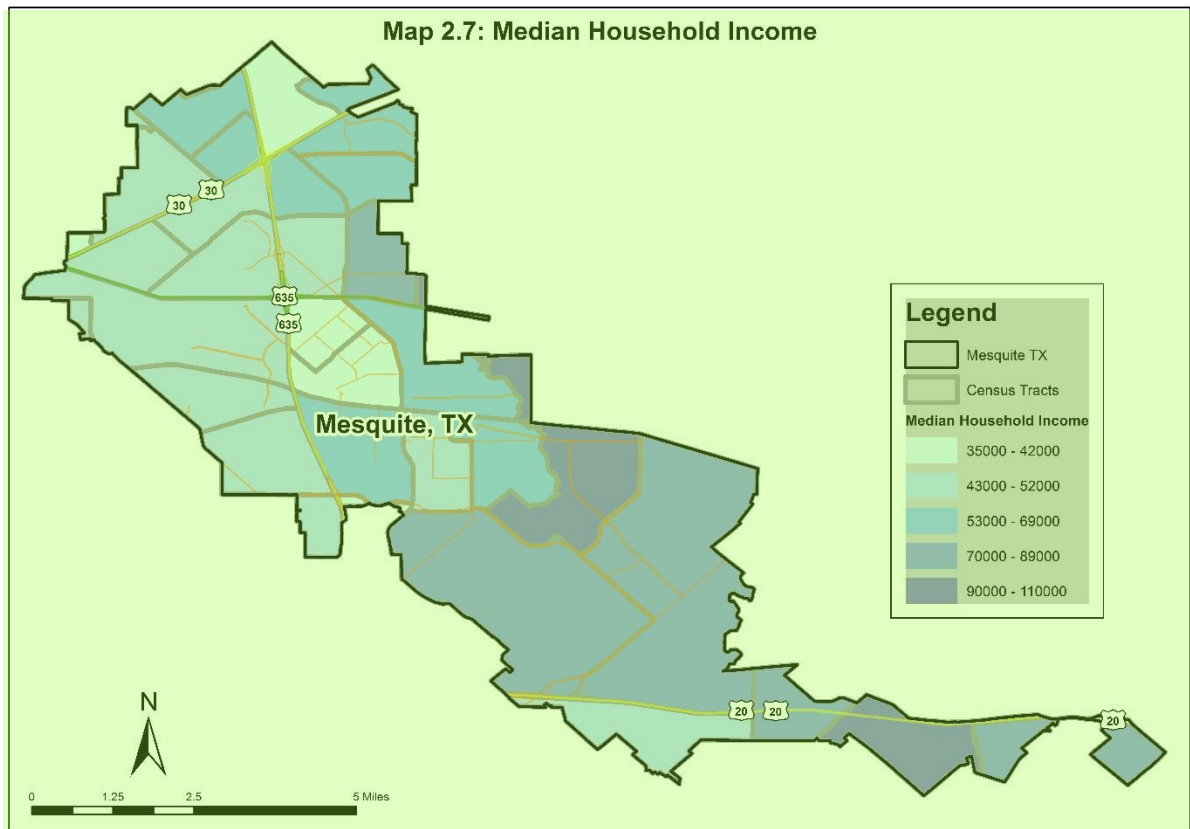 Map 2.7: Median Household Income
30
30
635
635
Mesquite, TX
20
20
20
Legend
Mesquite TX
Census Tracts
Median Household Income
35000 - 42000
43000 - 52000
53000 - 69000
70000 - 89000
90000 - 110000
N
0 1.25 2.5 5 Miles